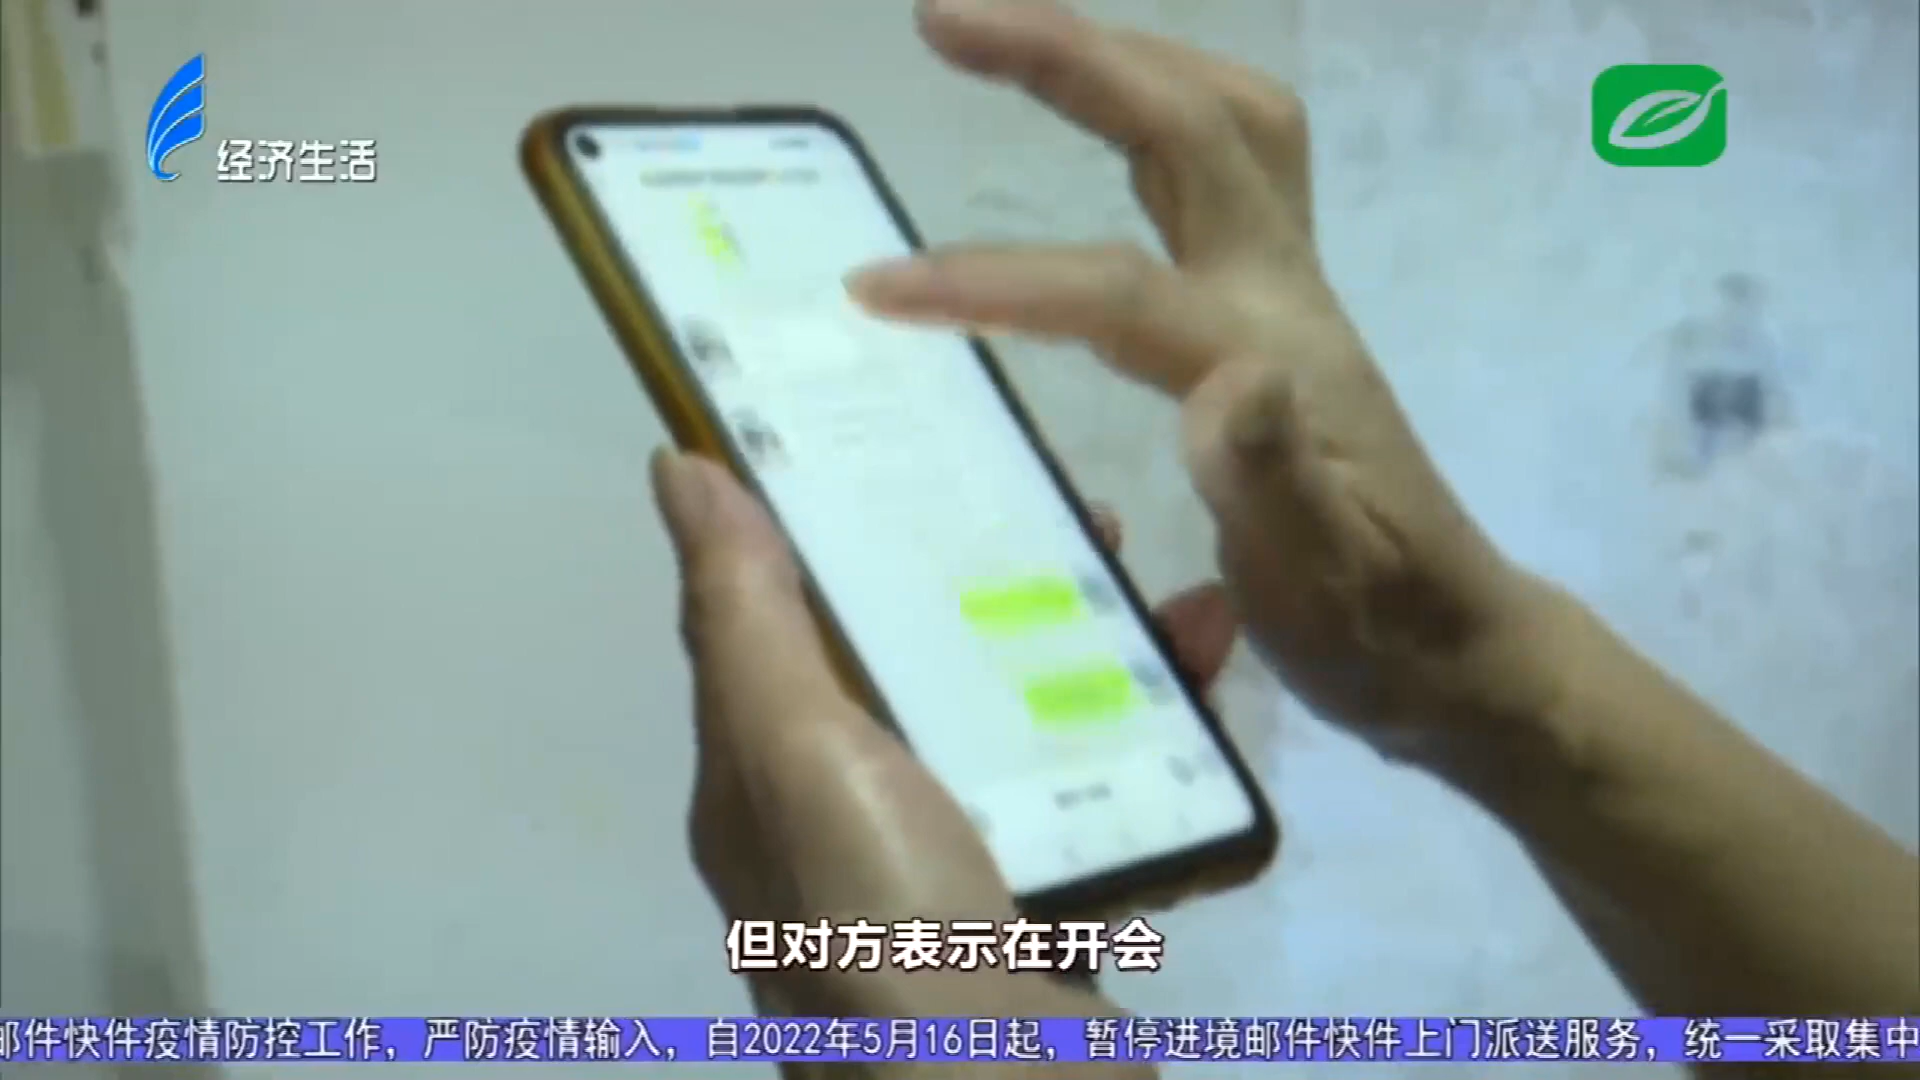 经济生活
但对方表示在开会
邮件快件疫情防控工作，严防疫情输入，自2022年5月16日起，暂停进境邮件快件上门派送服务，统一采取集中